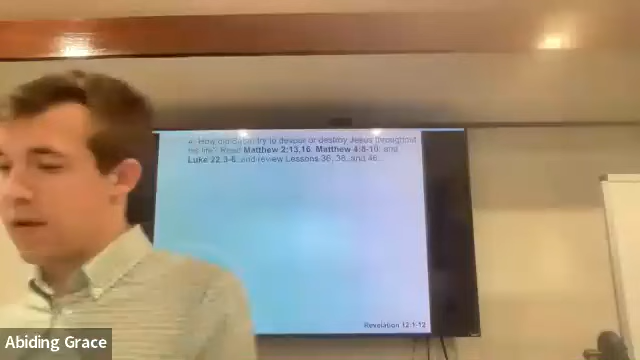 How did Satan try to devour or destroy Jesus throughout
his life? Read Matthew 2:13,16, Matthew 4:8-10, and
Luke 22:3-6, and review Lessons 36, 38, and 46.
Revelation 12:1-12
Abiding Grace